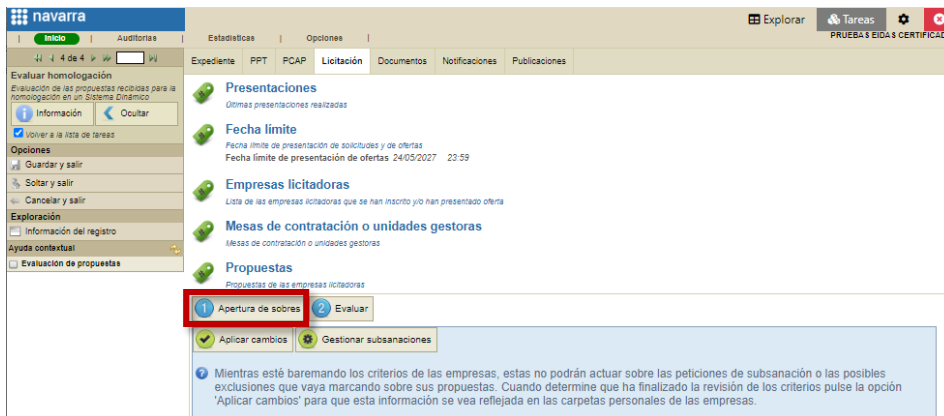 navarra
Explorar
Tareas
Inicio | Auditorías | Estadísticas | Opciones |
PRUEBAS EIDAS CERTIFICAD
4 de 4
Expediente PPT PCAP Licitación Documentos Notificaciones Publicaciones
Evaluar homologación
Evaluación de las propuestas recibidas para la
homologación en un Sistema Dinámico
Información
Ocultar
Volver a la lista de tareas
Opciones
Guardar y salir
Soltar y salir
Cancelar y salir
Exploración
Información del registro
Ayuda contextual
Evaluación de propuestas
Presentaciones
Últimas presentaciones realizadas
Fecha límite
Fecha límite de presentación de solicitudes y de ofertas
Fecha límite de presentación de ofertas 24/05/2027 23:59
Empresas licitadoras
Lista de las empresas licitadoras que se han inscrito y/o han presentado oferta
Mesas de contratación o unidades gestoras
Mesas de contratación o unidades gestoras
Propuestas
Propuestas de las empresas licitadoras
1 Apertura de sobres
2 Evaluar
Aplicar cambios
Gestionar subsanaciones
Mientras esté baremando los criterios de las empresas, estas no podrán actuar sobre las peticiones de subsanación o las posibles
exclusiones que vaya marcando sobre sus propuestas. Cuando determine que ha finalizado la revisión de los criterios pulse la opción
'Aplicar cambios' para que esta información se vea reflejada en las carpetas personales de las empresas.